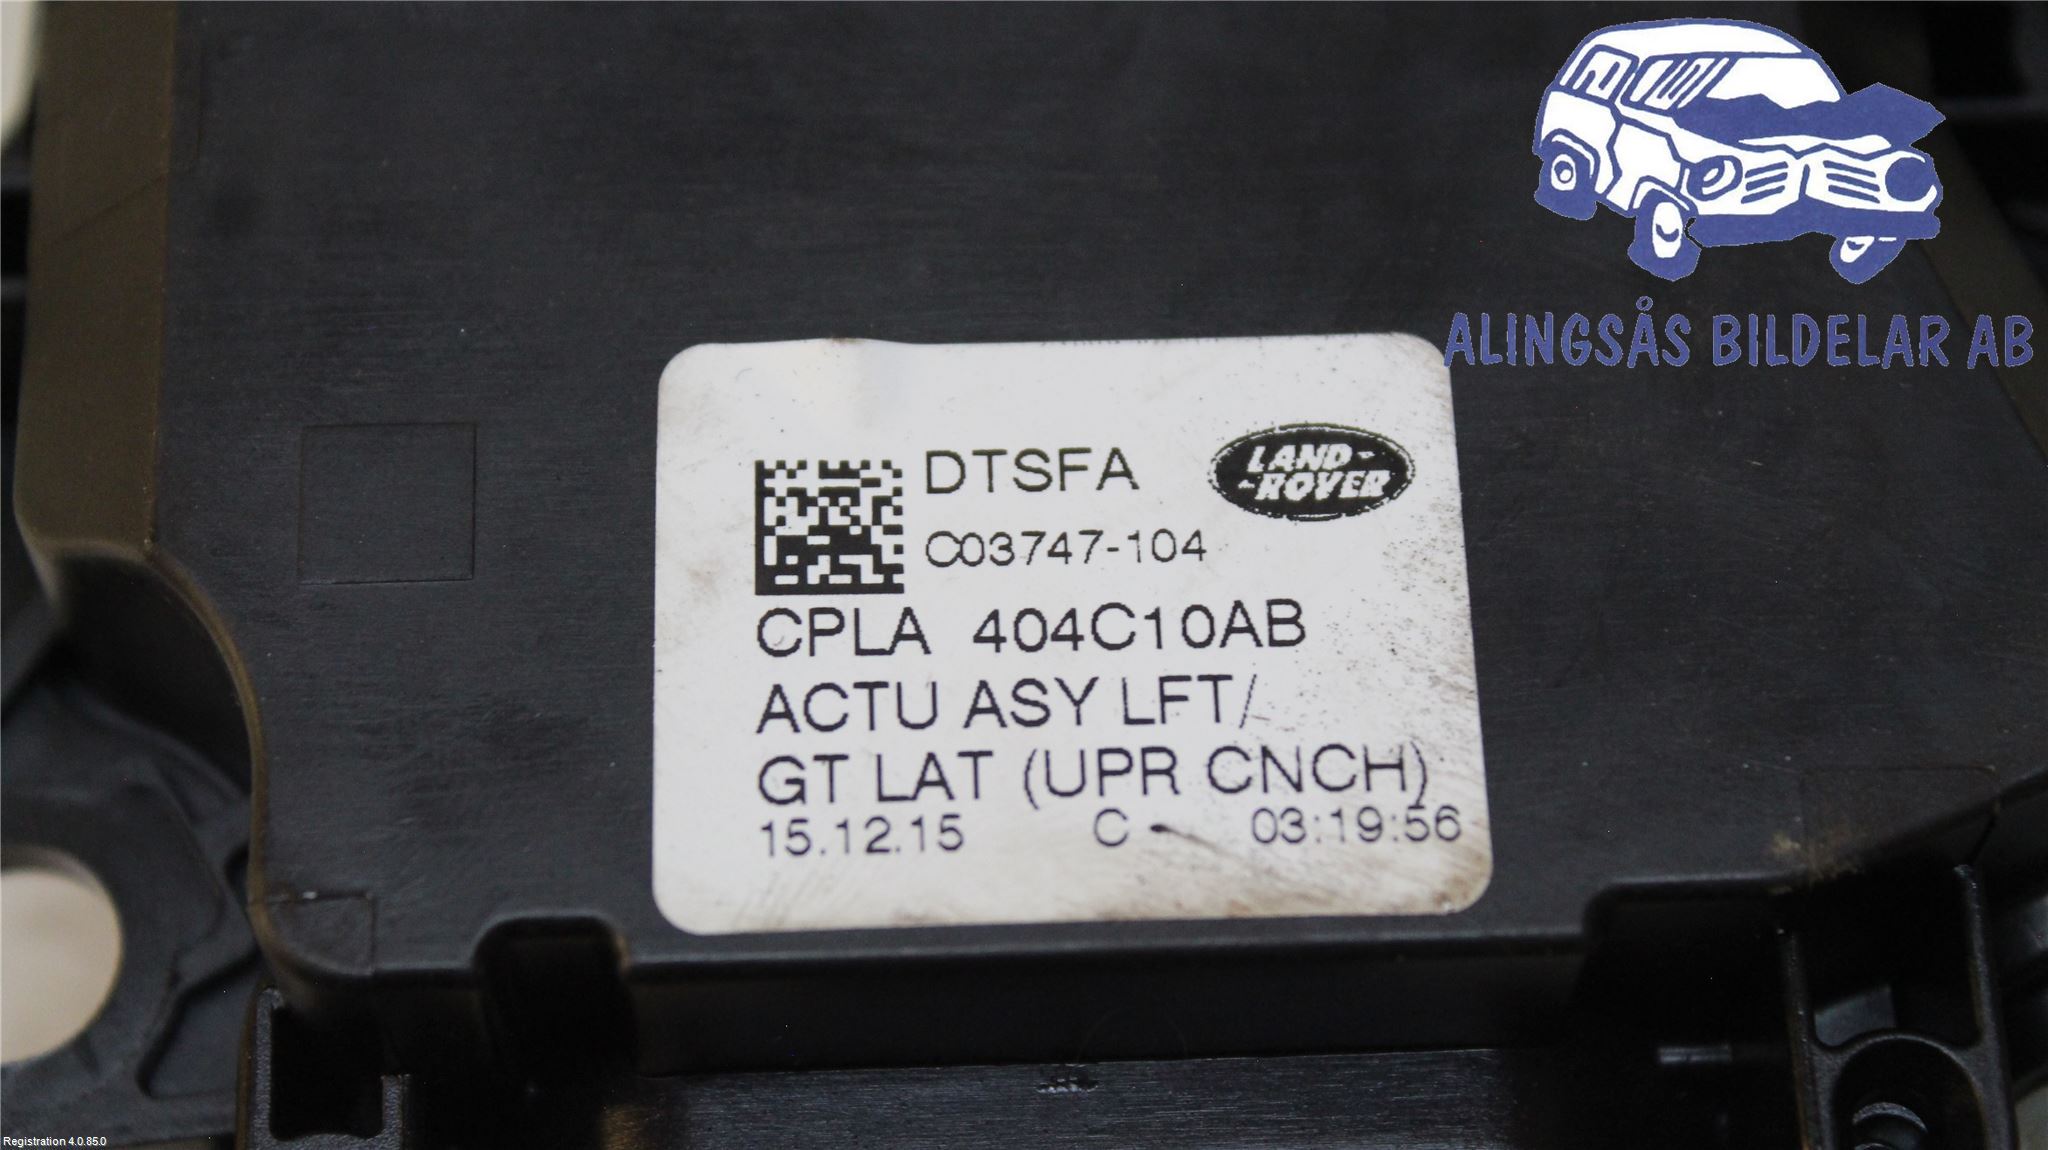 ALINGSÅS BILDELAR AB
DTSFA
LAND-
-ROVER
C03747-104
CPLA 404C10AB
ACTU ASY LFT/
GT LAT (UPR CNCH)
15.12.15 C 03:19:56
Registration 4.0.85.0